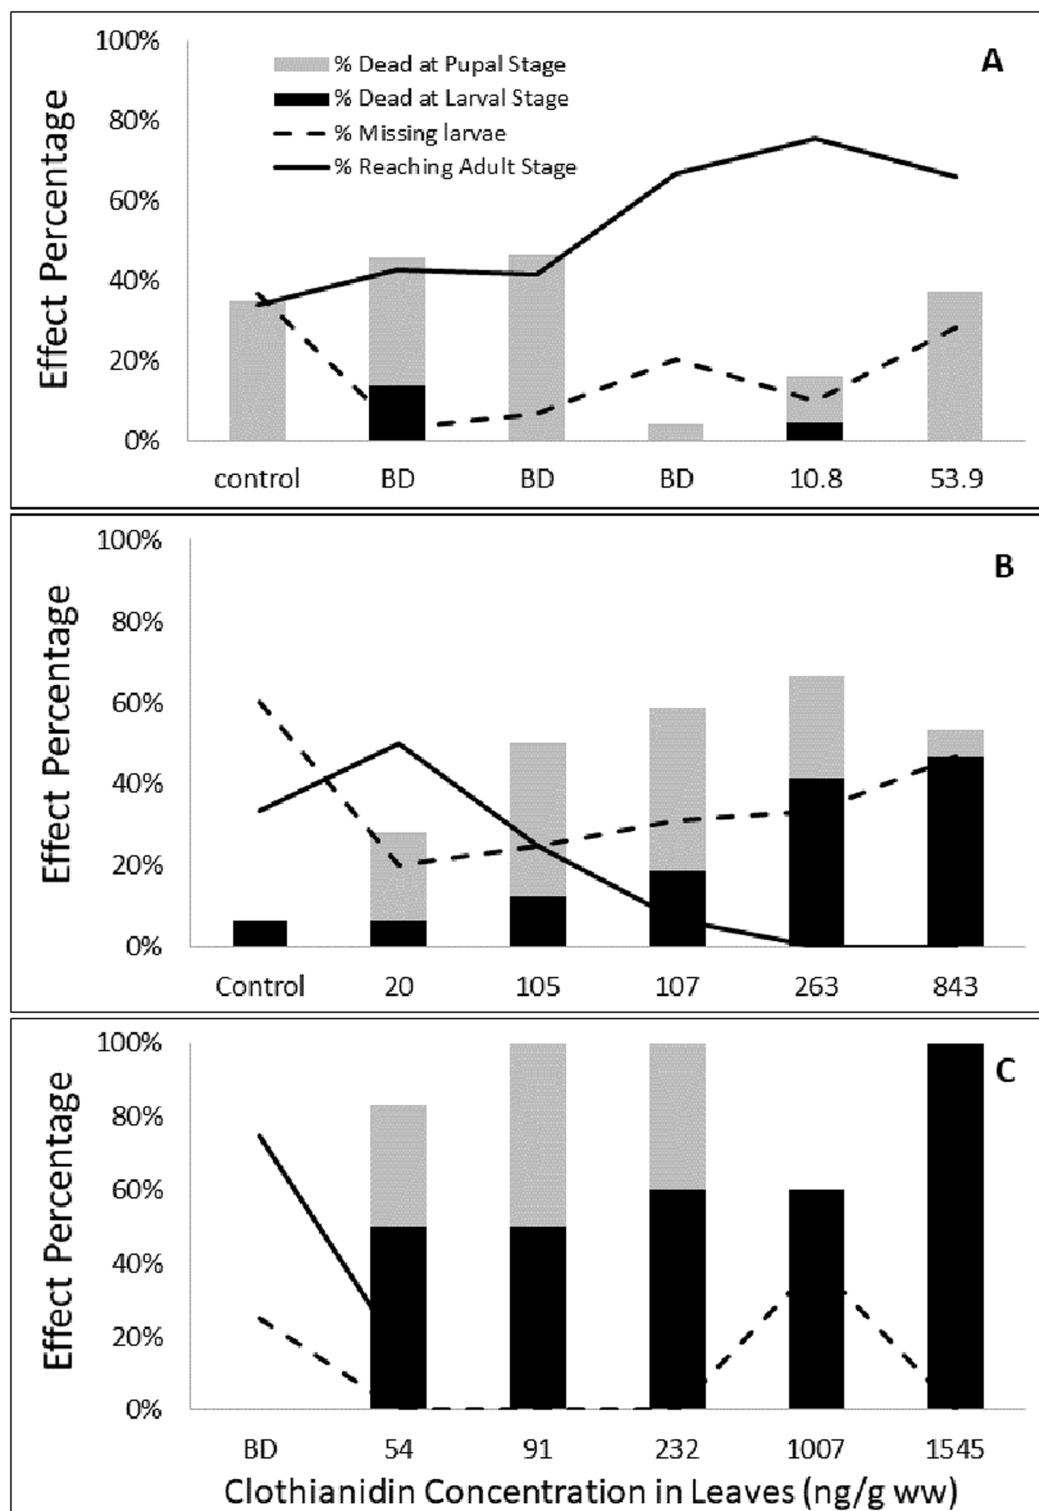 A
100%
80%
60%
40%
20%
0%
Effect Percentage
% Dead at Pupal Stage
% Dead at Larval Stage
% Missing larvae
% Reaching Adult Stage
control BD BD BD 10.8 53.9
B
100%
80%
60%
40%
20%
0%
Effect Percentage
Control 20 105 107 263 843
C
100%
80%
60%
40%
20%
0%
Effect Percentage
BD 54 91 232 1007 1545
Clothianidin Concentration in Leaves (ng/g ww)